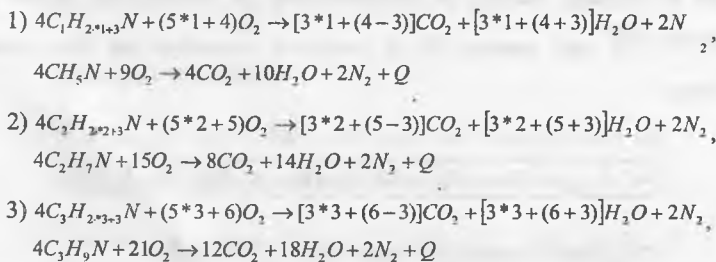 1) 4C₁H₂.*₁₊₃N + (5*1+4)O₂ → [3*1+(4−3)]CO₂ + [3*1+(4+3)]H₂O + 2N₂,
4CH₅N + 9O₂ → 4CO₂ + 10H₂O + 2N₂ + Q
2) 4C₂H₂.*₂₊₃N + (5*2+5)O₂ → [3*2+(5−3)]CO₂ + [3*2+(5+3)]H₂O + 2N₂,
4C₂H₇N + 15O₂ → 8CO₂ + 14H₂O + 2N₂ + Q
3) 4C₃H₂.*₃₊₃N + (5*3+6)O₂ → [3*3+(6−3)]CO₂ + [3*3+(6+3)]H₂O + 2N₂,
4C₃H₉N + 21O₂ → 12CO₂ + 18H₂O + 2N₂ + Q